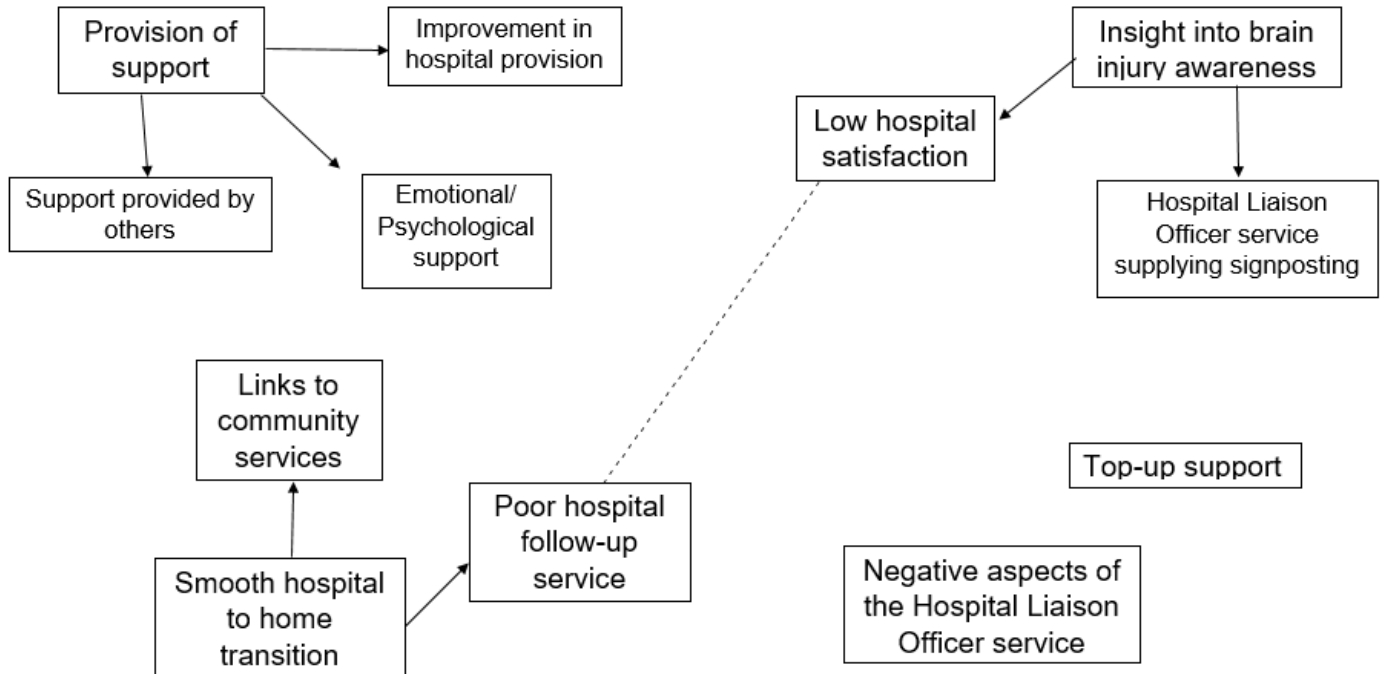 Provision of
support
Improvement in
hospital provision
Insight into brain
injury awareness
Low hospital
satisfaction
Support provided by
others
Emotional/
Psychological
support
Hospital Liaison
Officer service
supplying signposting
Links to
community
services
Top-up support
Poor hospital
follow-up
service
Smooth hospital
to home
transition
Negative aspects of
the Hospital Liaison
Officer service